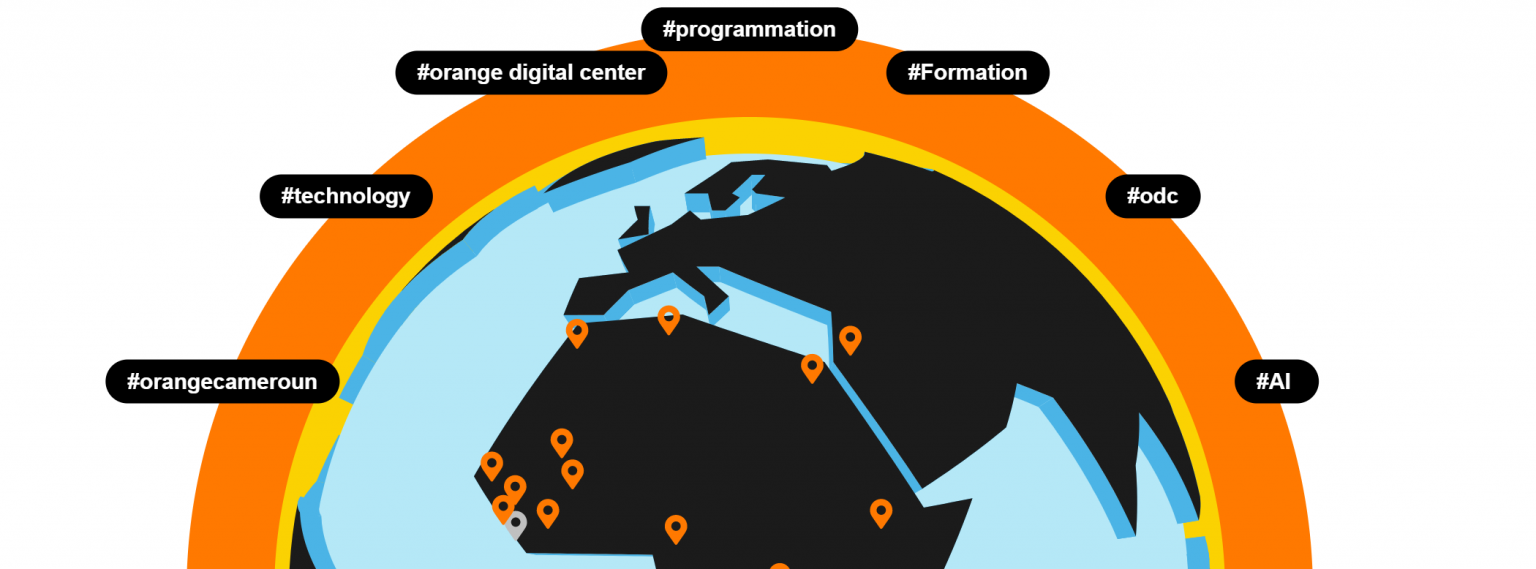 #programmation
#orange digital center
#Formation
#technology
#odc
#orangecameroun
#AI